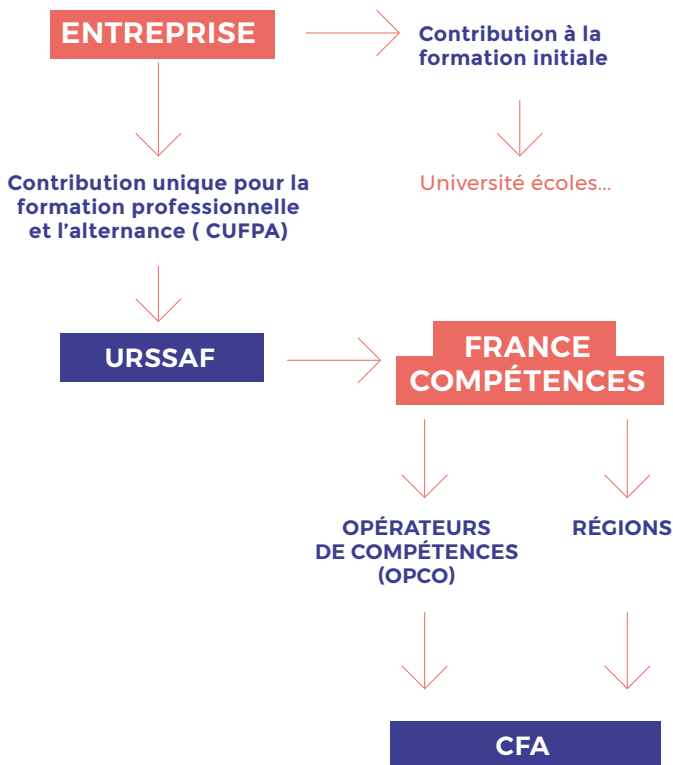 ENTREPRISE
Contribution à la
formation initiale
Contribution unique pour la
formation professionnelle
et l'alternance ( CUFPA)
Université écoles...
URSSAF
FRANCE
COMPÉTENCES
OPÉRATEURS
DE COMPÉTENCES
(OPCO)
RÉGIONS
CFA